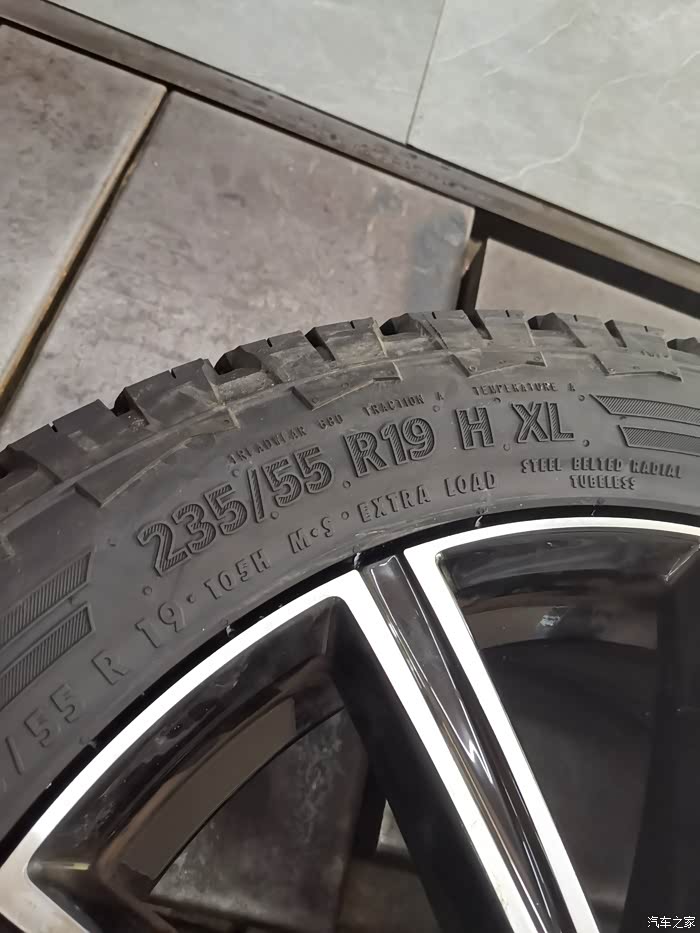 TREADWEAR 600 TRACTION A TEMPERATURE A
235/55 R19 H XL
/55 R 19 · 105H M·S · EXTRA LOAD
STEEL BELTED RADIAL
TUBELESS
汽车之家